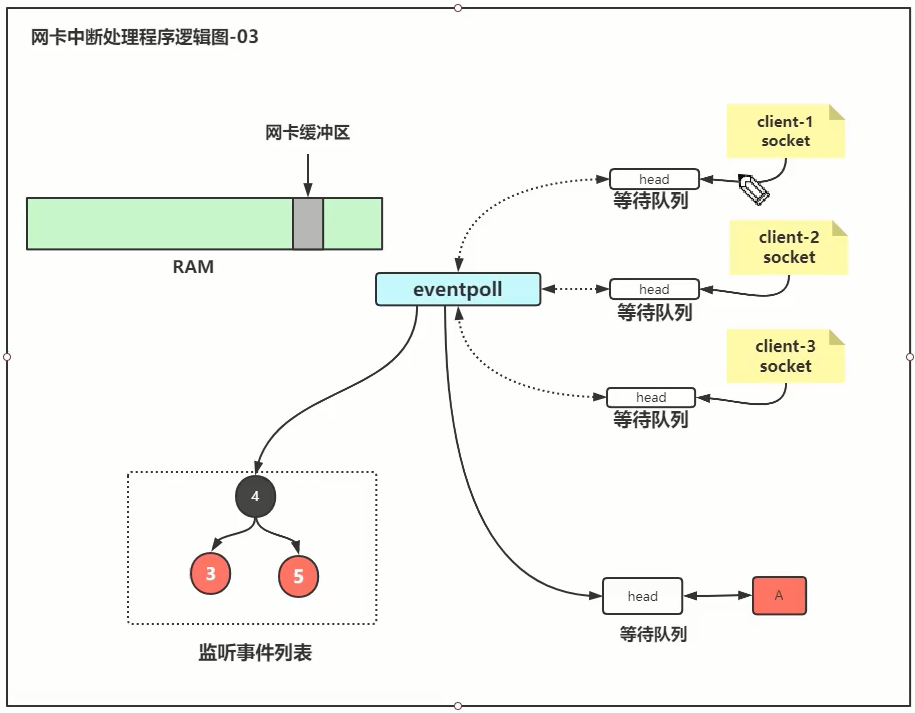 网卡中断处理程序逻辑图-03
网卡缓冲区
RAM
client-1
socket
head
等待队列
client-2
socket
eventpoll
head
等待队列
client-3
socket
head
等待队列
4
3
5
监听事件列表
head
A
等待队列